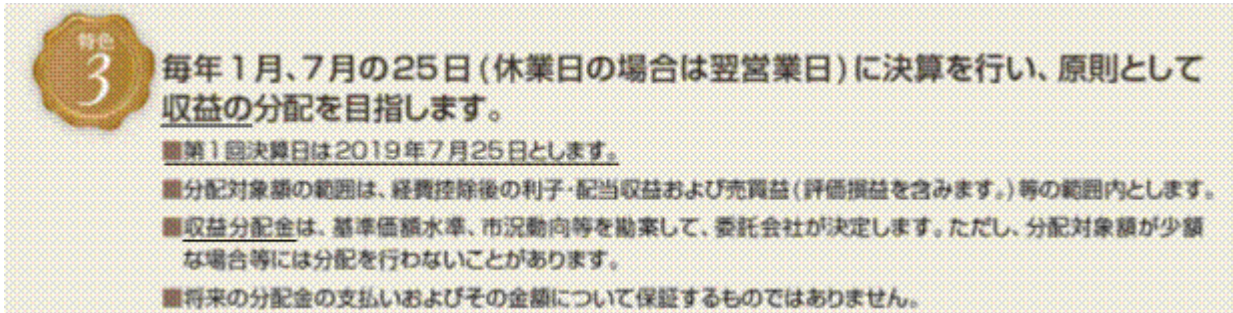 特色
3
毎年1月、7月の25日(休業日の場合は翌営業日)に決算を行い、原則として
収益の分配を目指します。
■第1回決算日は2019年7月25日とします。
■分配対象額の範囲は、経費控除後の利子・配当収益および売買益(評価損益を含みます。)等の範囲内とします。
■収益分配金は、基準価額水準、市況動向等を勘案して、委託会社が決定します。ただし、分配対象額が少額
な場合等には分配を行わないことがあります。
■将来の分配金の支払いおよびその金額について保証するものではありません。